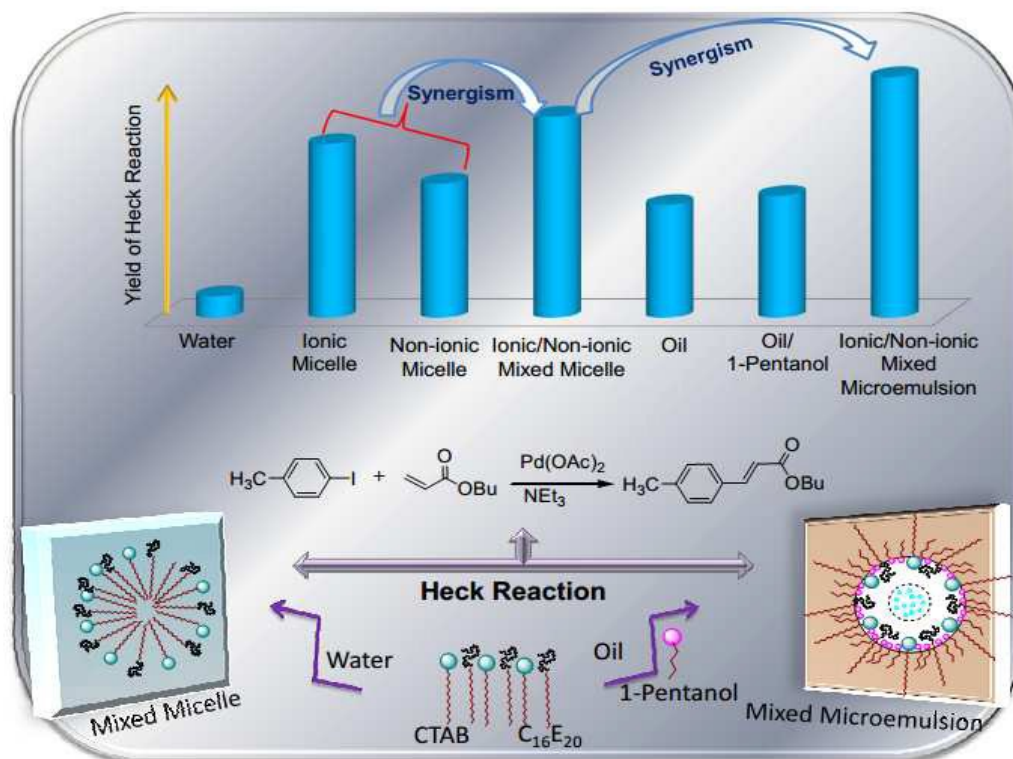 Synergism
Synergism
Yield of Heck Reaction
Water
Ionic
Micelle
Non-ionic
Micelle
Ionic/Non-ionic
Mixed Micelle
Oil
Oil/
1-Pentanol
Ionic/Non-ionic
Mixed
Microemulsion
H₃C
I
+
O
OBu
Pd(OAc)₂
NEt₃
H₃C
O
OBu
Heck Reaction
Water
Oil
1-Pentanol
Mixed Micelle
CTAB
C₁₆E₂₀
Mixed Microemulsion